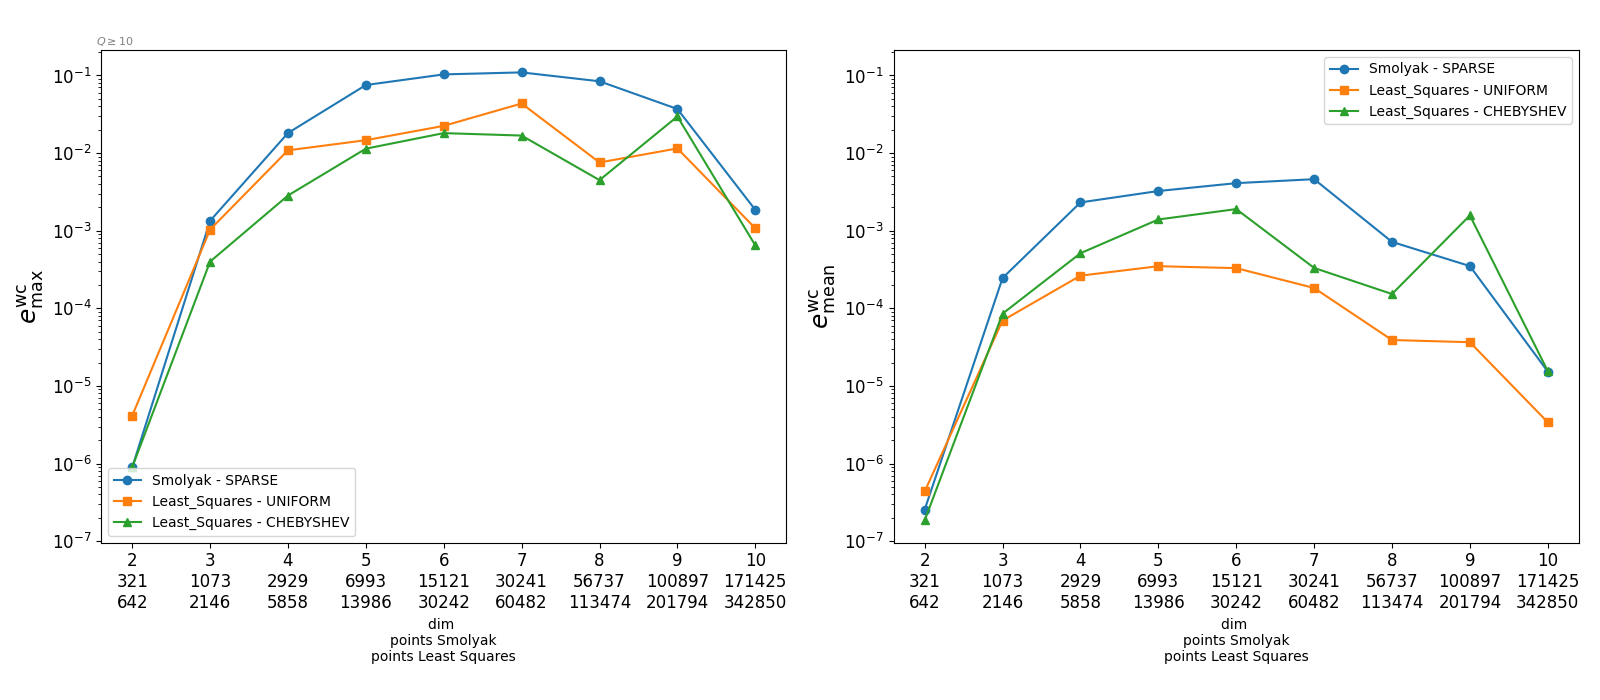 Q ≥ 10
10⁻¹
10⁻²
10⁻³
10⁻⁴
10⁻⁵
10⁻⁶
10⁻⁷
e^wc_max
Smolyak - SPARSE
Least_Squares - UNIFORM
Least_Squares - CHEBYSHEV
2 3 4 5 6 7 8 9 10
321 1073 2929 6993 15121 30241 56737 100897 171425
642 2146 5858 13986 30242 60482 113474 201794 342850
dim
points Smolyak
points Least Squares
Smolyak - SPARSE
Least_Squares - UNIFORM
Least_Squares - CHEBYSHEV
10⁻¹
10⁻²
10⁻³
10⁻⁴
10⁻⁵
10⁻⁶
10⁻⁷
e^wc_mean
2 3 4 5 6 7 8 9 10
321 1073 2929 6993 15121 30241 56737 100897 171425
642 2146 5858 13986 30242 60482 113474 201794 342850
dim
points Smolyak
points Least Squares